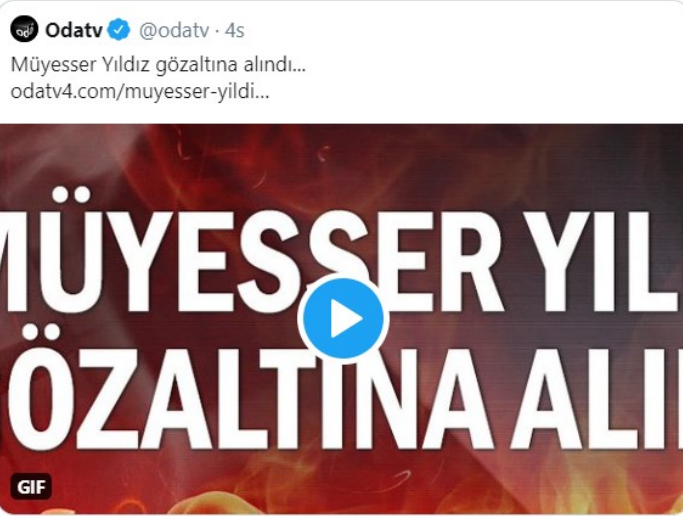 Odatv @odatv · 4s
Müyesser Yıldız gözaltına alındı...
odatv4.com/muyesser-yildi...
MÜYESSER YIL
ÖZALTINA ALI
GIF